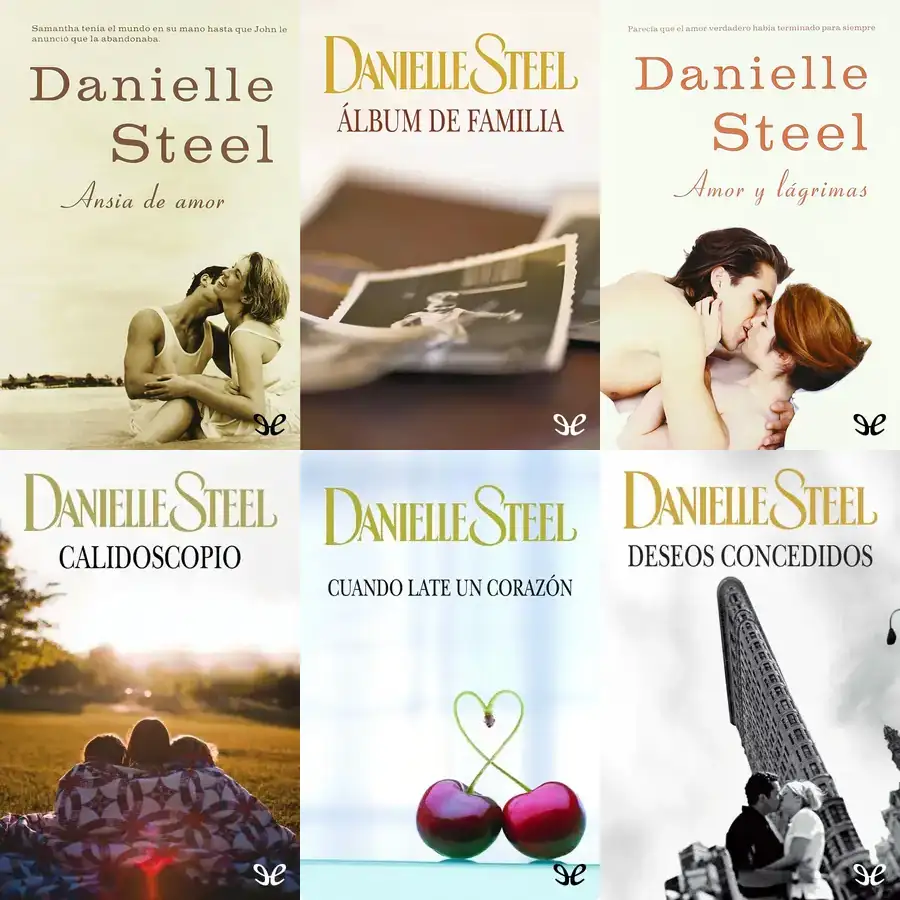 Samantha tenía el mundo en su mano hasta que John le
anunció que la abandonaba.
Danielle
Steel
Ansia de amor
DANIELLE STEEL
ÁLBUM DE FAMILIA
Parecía que el amor verdadero había terminado para siempre
Danielle
Steel
Amor y lágrimas
DANIELLE STEEL
CALIDOSCOPIO
DANIELLE STEEL
CUANDO LATE UN CORAZÓN
DANIELLE STEEL
DESEOS CONCEDIDOS